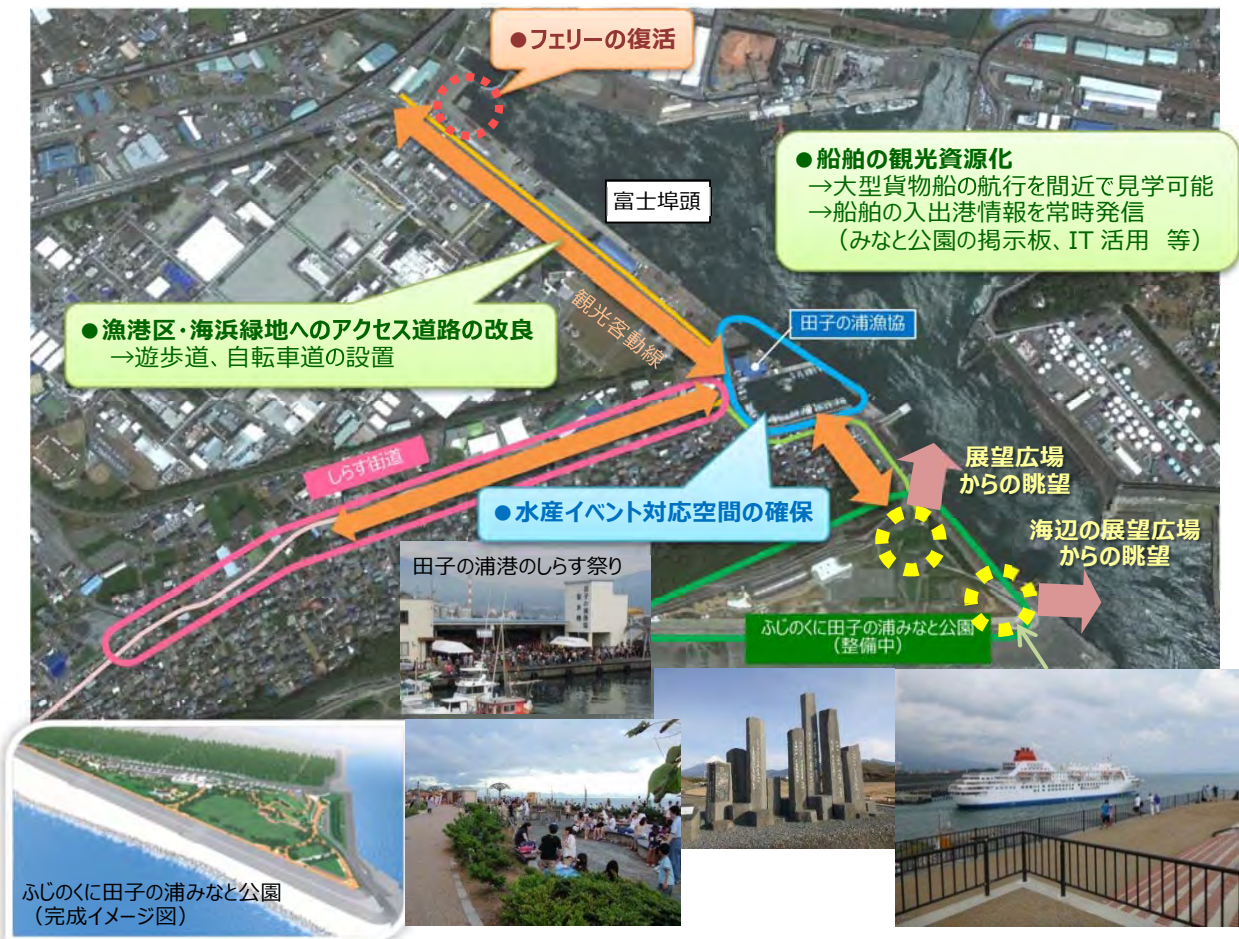 ●フェリーの復活
●船舶の観光資源化
→大型貨物船の航行を間近で見学可能
→船舶の入出港情報を常時発信
（みなと公園の掲示板、IT 活用 等）
富士埠頭
●漁港区・海浜緑地へのアクセス道路の改良
→遊歩道、自転車道の設置
観光客動線
田子の浦漁協
しらす街道
●水産イベント対応空間の確保
展望広場
からの眺望
海辺の展望広場
からの眺望
田子の浦港のしらす祭り
ふじのくに田子の浦みなと公園
（整備中）
ふじのくに田子の浦みなと公園
（完成イメージ図）